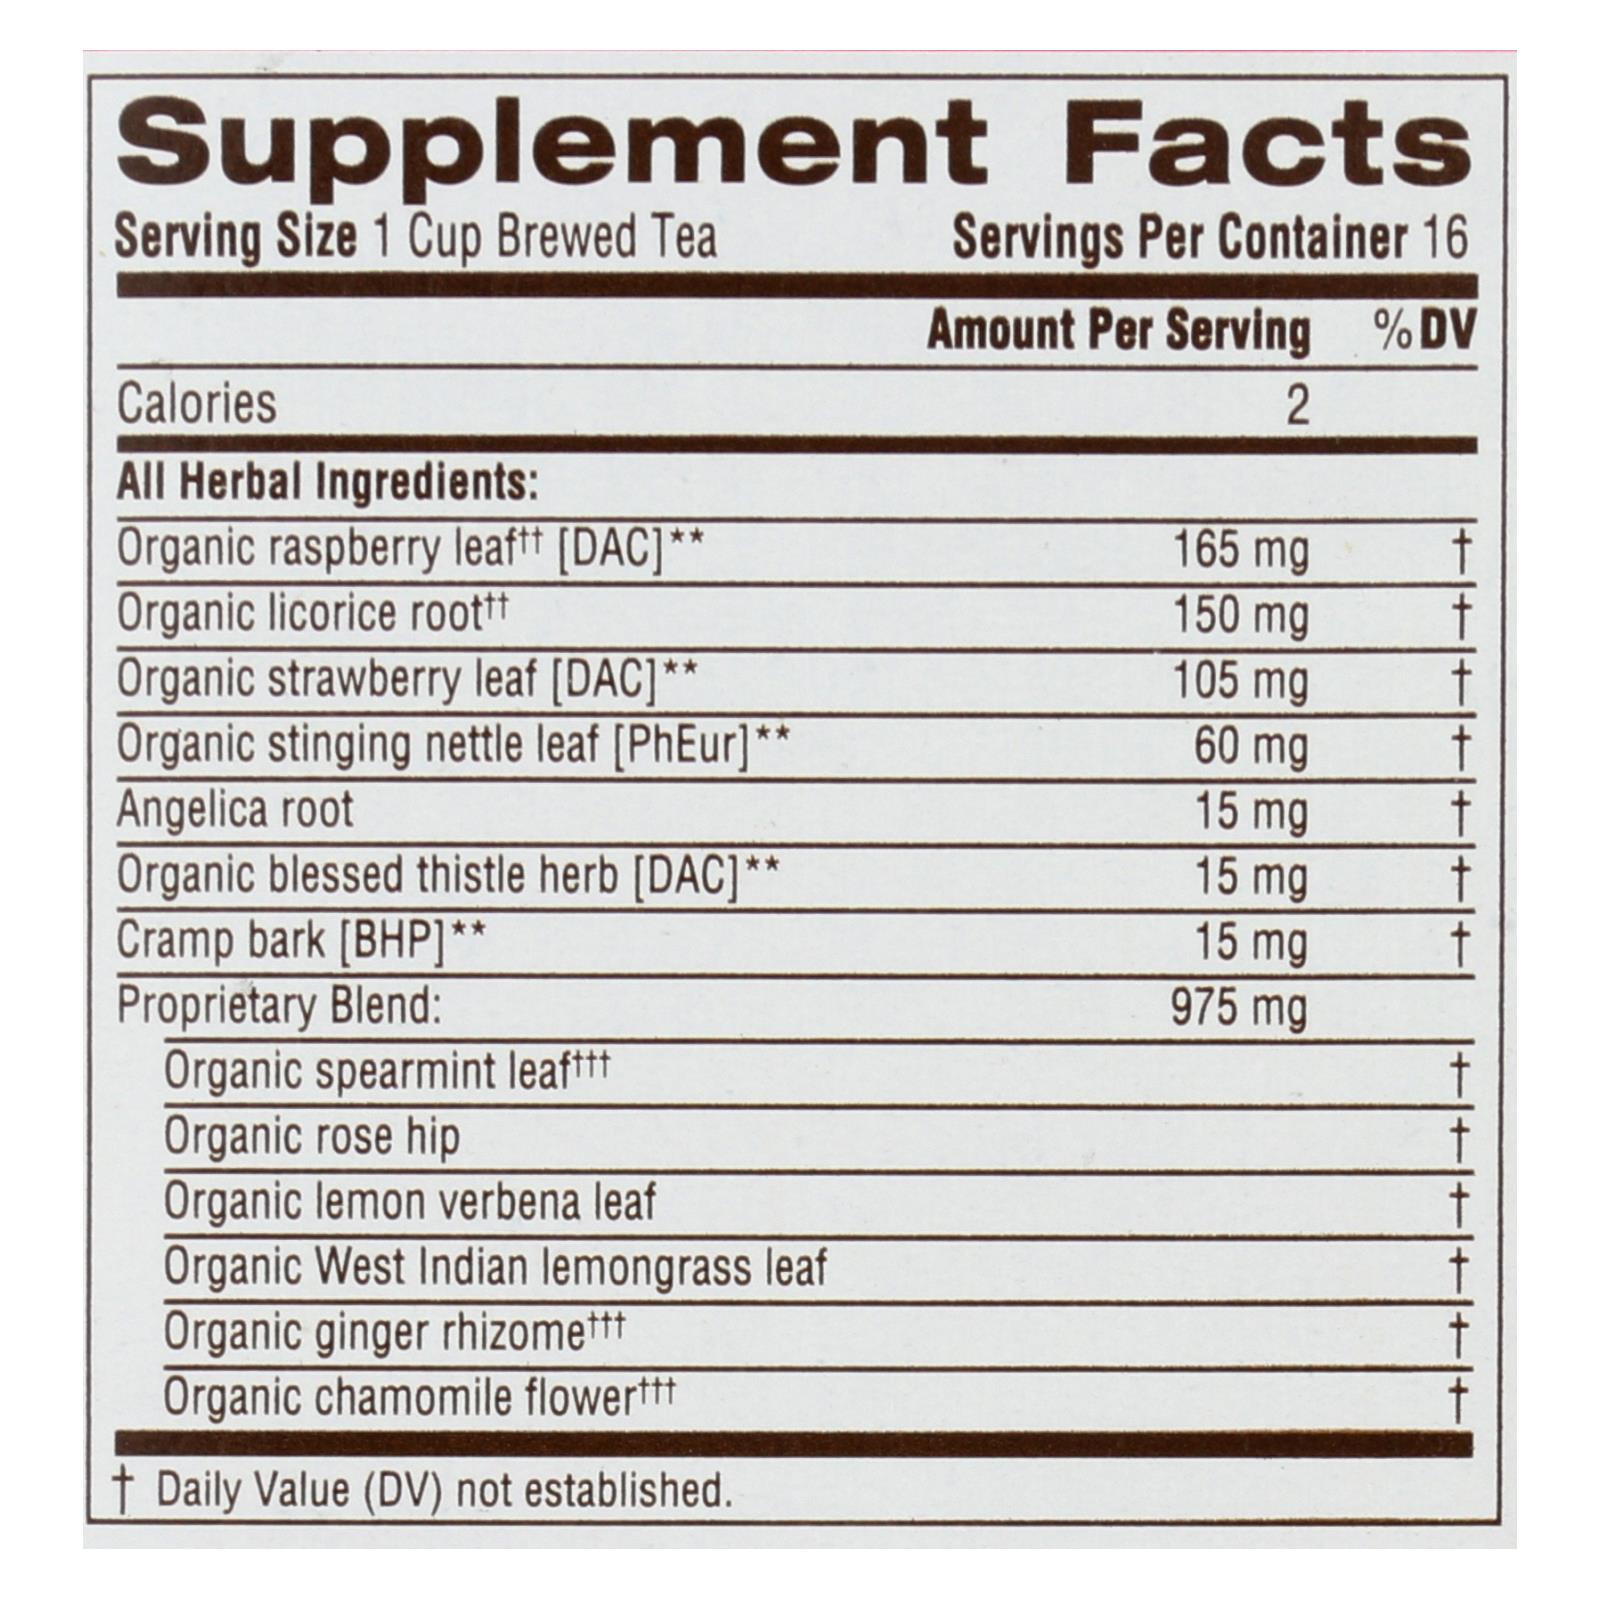 Supplement Facts
Serving Size 1 Cup Brewed Tea Servings Per Container 16
Amount Per Serving % DV
Calories 2
All Herbal Ingredients:
Organic raspberry leaf†† [DAC]** 165 mg †
Organic licorice root†† 150 mg †
Organic strawberry leaf [DAC]** 105 mg †
Organic stinging nettle leaf [PhEur]** 60 mg †
Angelica root 15 mg †
Organic blessed thistle herb [DAC]** 15 mg †
Cramp bark [BHP]** 15 mg †
Proprietary Blend: 975 mg
Organic spearmint leaf††† †
Organic rose hip †
Organic lemon verbena leaf †
Organic West Indian lemongrass leaf †
Organic ginger rhizome††† †
Organic chamomile flower††† †
† Daily Value (DV) not established.